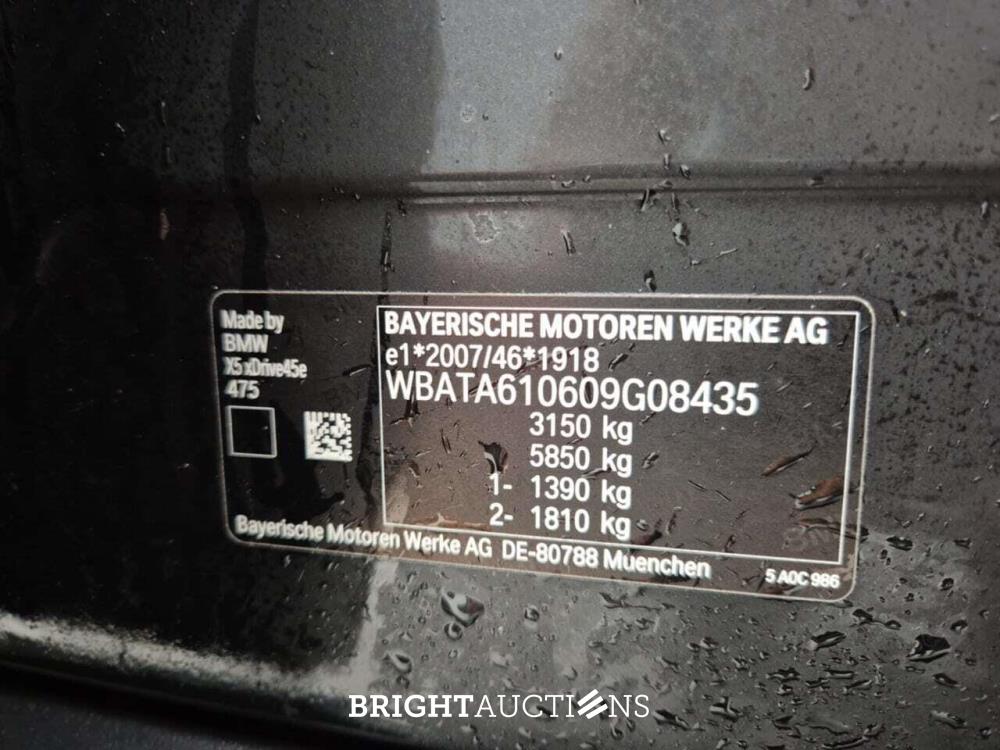 Made by
BMW
X5 xDrive45e
475
BAYERISCHE MOTOREN WERKE AG
e1*2007/46*1918
WBATA610609G08435
3150 kg
5850 kg
1- 1390 kg
2- 1810 kg
Bayerische Motoren Werke AG DE-80788 Muenchen
5 A0C 986
BRIGHTAUCTIONS